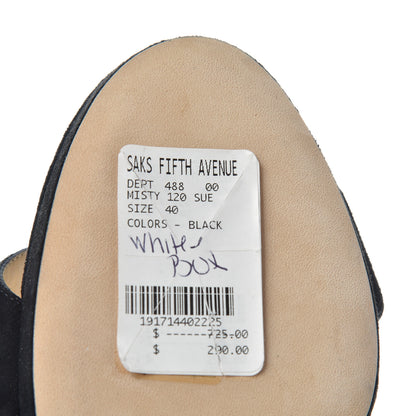 SAKS FIFTH AVENUE
DEPT 488 00
MISTY 120 SUE
SIZE 40
COLORS - BLACK
White
Box
191714402225
$ ------725.00
$ 290.00